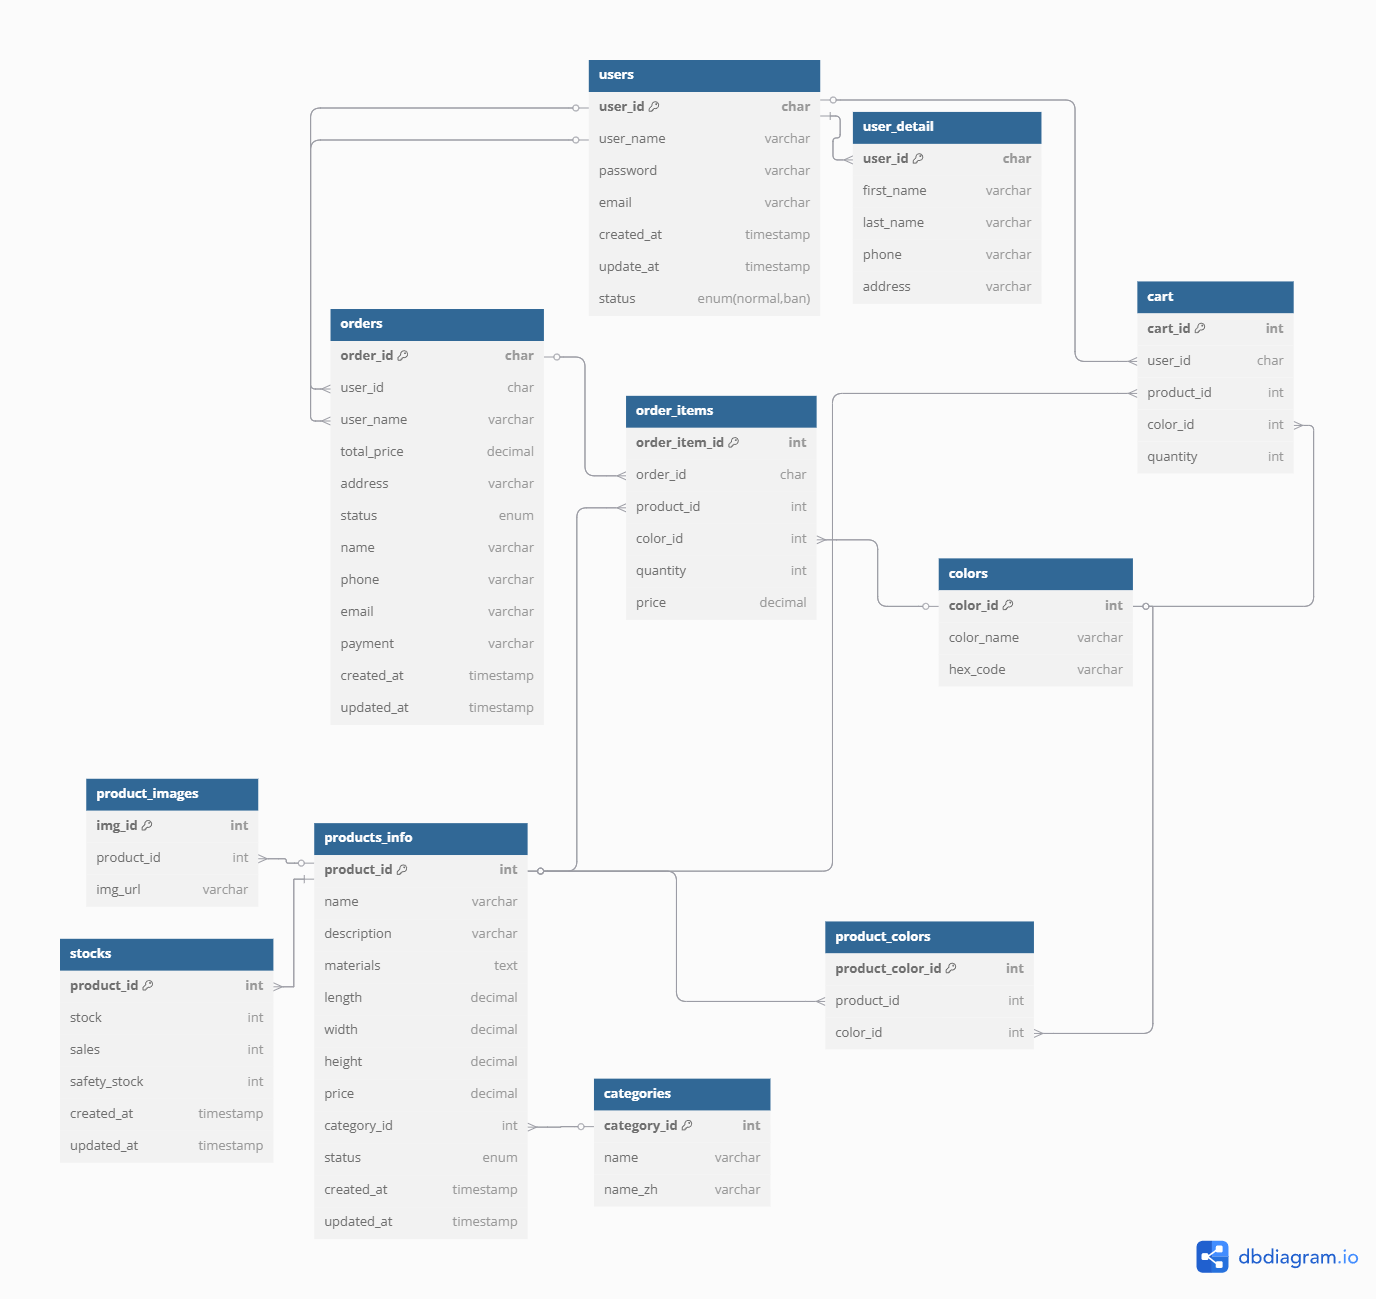 users
user_id char
user_name varchar
password varchar
email varchar
created_at timestamp
update_at timestamp
status enum(normal,ban)
user_detail
user_id char
first_name varchar
last_name varchar
phone varchar
address varchar
cart
cart_id int
user_id char
product_id int
color_id int
quantity int
orders
order_id char
user_id char
user_name varchar
total_price decimal
address varchar
status enum
name varchar
phone varchar
email varchar
payment varchar
created_at timestamp
updated_at timestamp
order_items
order_item_id int
order_id char
product_id int
color_id int
quantity int
price decimal
colors
color_id int
color_name varchar
hex_code varchar
product_images
img_id int
product_id int
img_url varchar
products_info
product_id int
name varchar
description varchar
materials text
length decimal
width decimal
height decimal
price decimal
category_id int
status enum
created_at timestamp
updated_at timestamp
stocks
product_id int
stock int
sales int
safety_stock int
created_at timestamp
updated_at timestamp
product_colors
product_color_id int
product_id int
color_id int
categories
category_id int
name varchar
name_zh varchar
dbdiagram.io